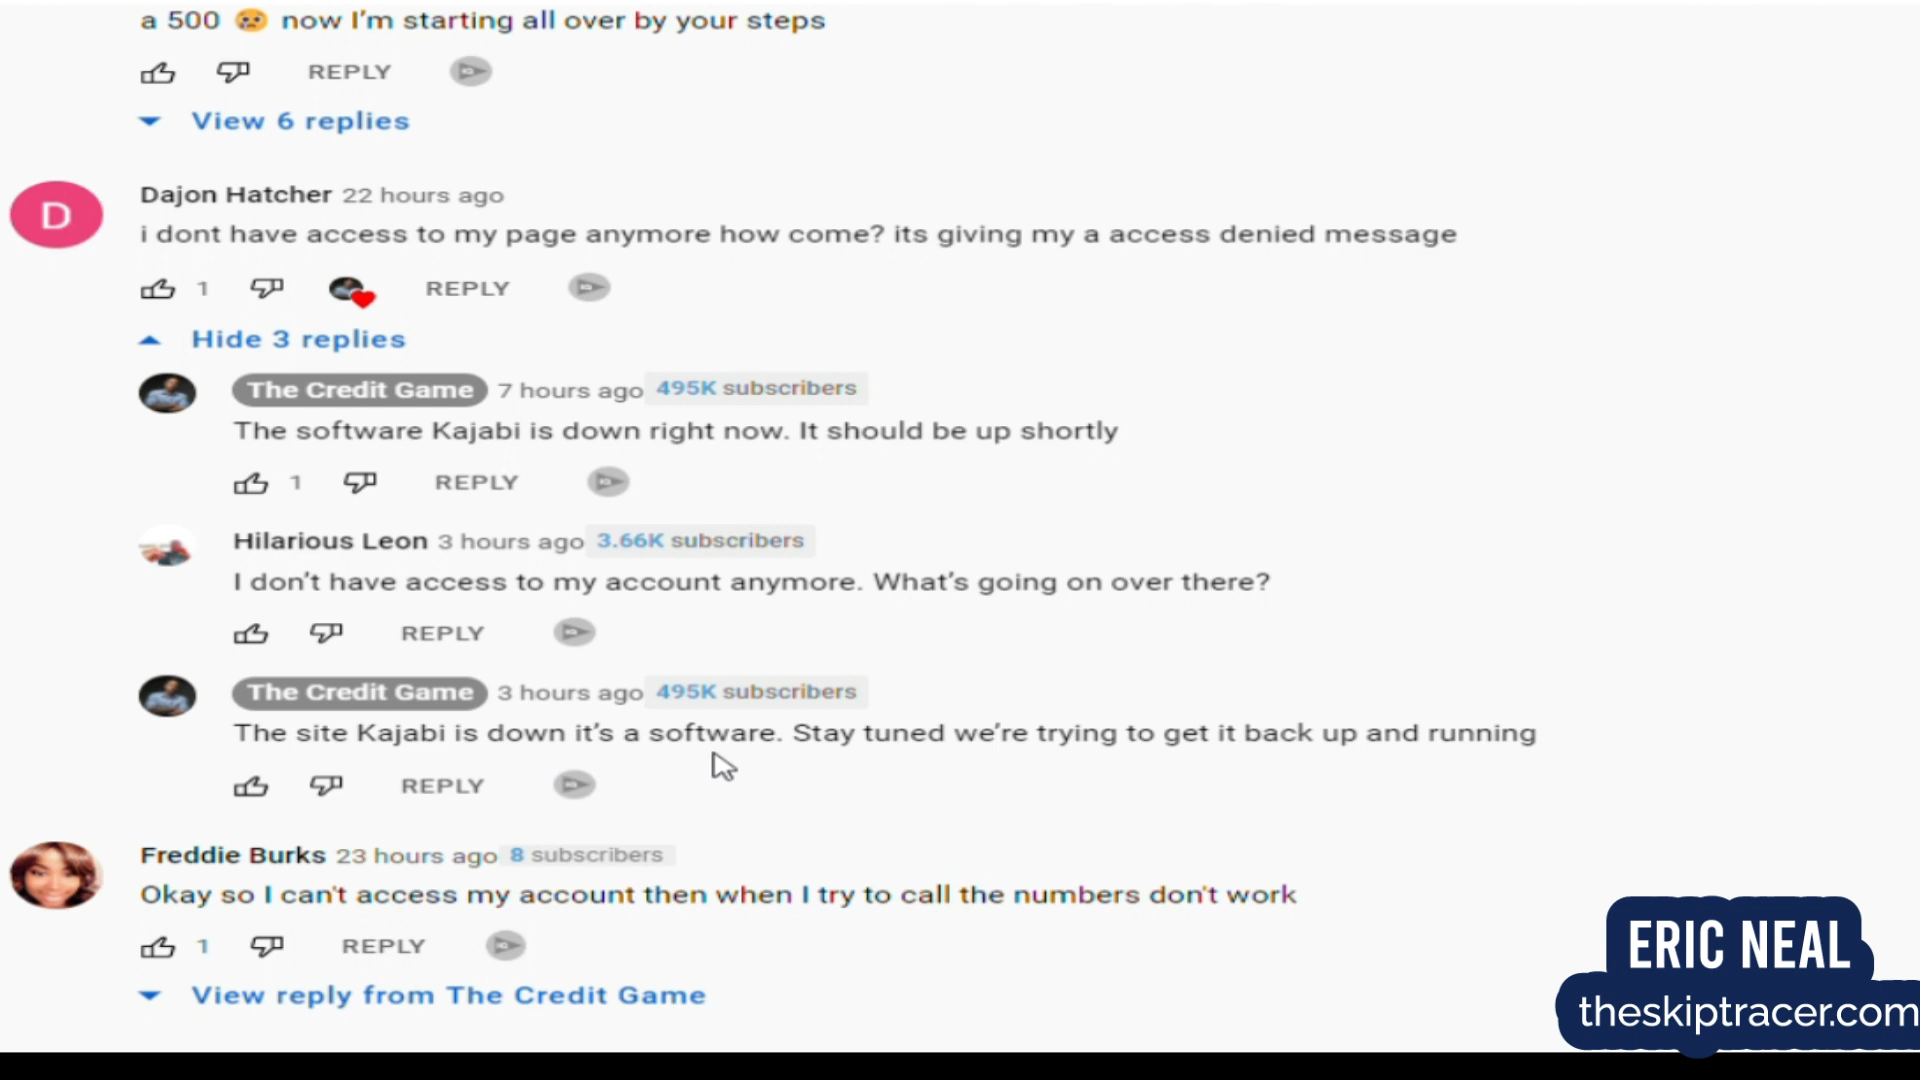 a 500 😿 now I'm starting all over by your steps
REPLY
View 6 replies
D
Dajon Hatcher 22 hours ago
i dont have access to my page anymore how come? its giving my a access denied message
1 REPLY
Hide 3 replies
The Credit Game 7 hours ago 495K subscribers
The software Kajabi is down right now. It should be up shortly
1 REPLY
Hilarious Leon 3 hours ago 3.66K subscribers
I don't have access to my account anymore. What's going on over there?
REPLY
The Credit Game 3 hours ago 495K subscribers
The site Kajabi is down it's a software. Stay tuned we're trying to get it back up and running
REPLY
Freddie Burks 23 hours ago 8 subscribers
Okay so I can't access my account then when I try to call the numbers don't work
1 REPLY
View reply from The Credit Game
ERIC NEAL
theskiptracer.com